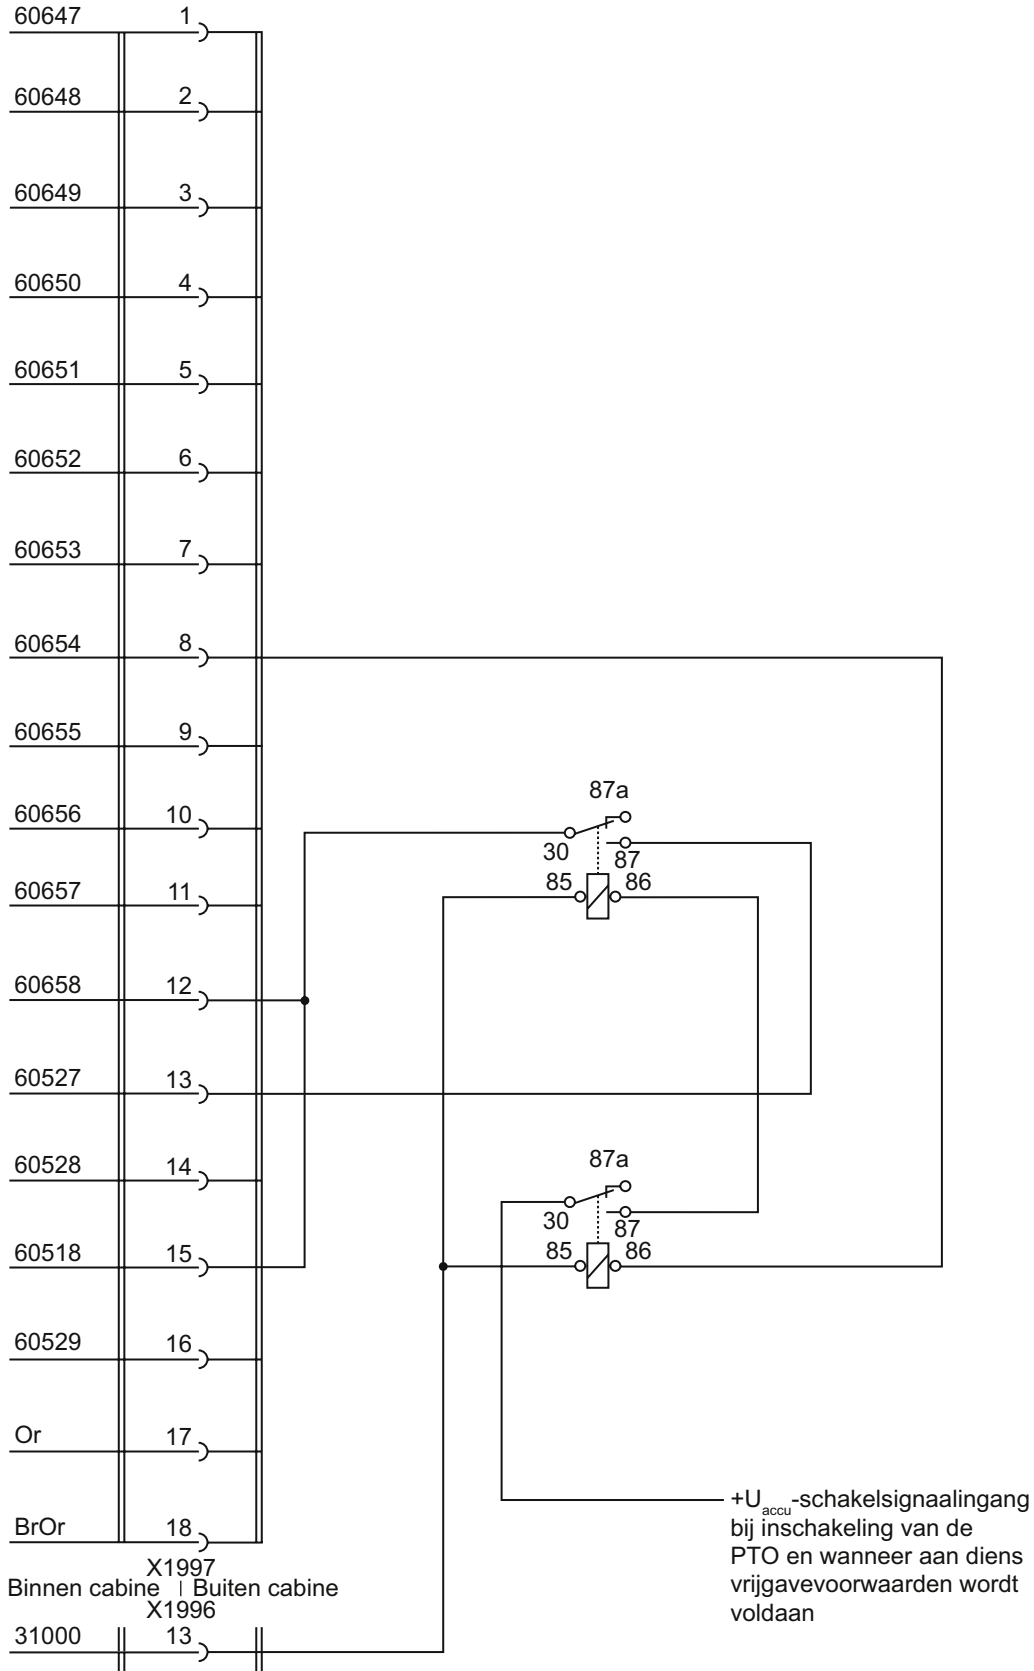 60647 1
60648 2
60649 3
60650 4
60651 5
60652 6
60653 7
60654 8
60655 9
87a
60656 10
30 87
60657 11
85 86
60658 12
60527 13
60528 14
87a
30 87
60518 15
85 86
60529 16
Or 17
+Uaccu-schakelsignaalingang
BrOr 18
bij inschakeling van de
PTO en wanneer aan diens
vrijgavevoorwaarden wordt
voldaan
X1997
Binnen cabine | Buiten cabine
X1996
31000 13